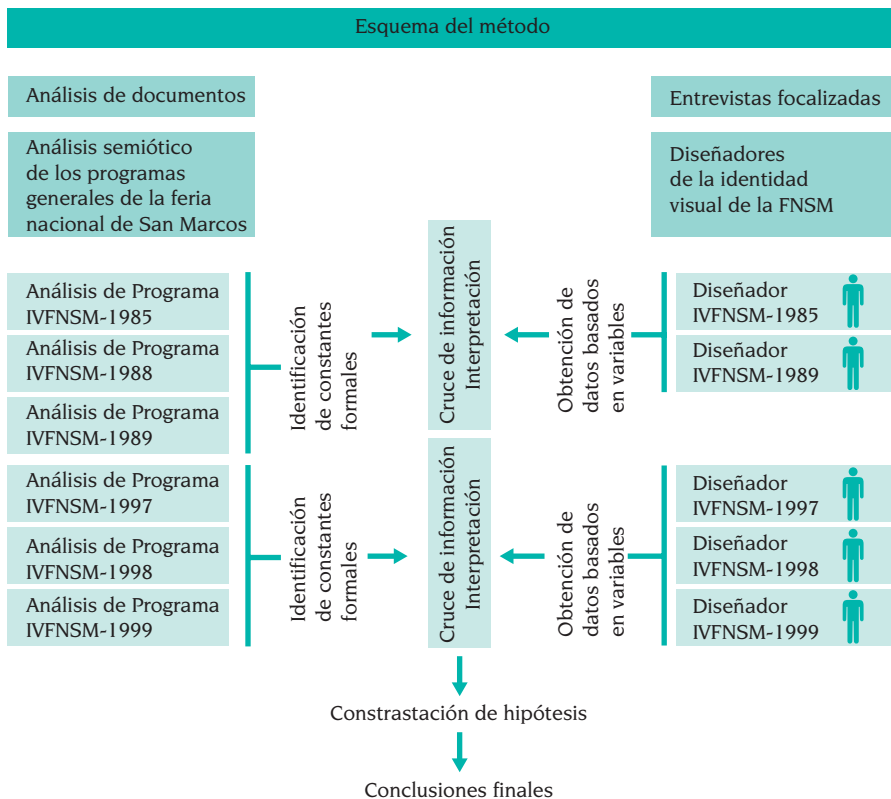 Esquema del método
Análisis de documentos
Análisis semiótico
de los programas
generales de la feria
nacional de San Marcos
Análisis de Programa
IVFNSM-1985
Análisis de Programa
IVFNSM-1988
Análisis de Programa
IVFNSM-1989
Análisis de Programa
IVFNSM-1997
Análisis de Programa
IVFNSM-1998
Análisis de Programa
IVFNSM-1999
Identificación
de constantes
formales
Identificación
de constantes
formales
Cruce de información
Interpretación
Cruce de información
Interpretación
Obtención de
datos basados
en variables
Obtención de
datos basados
en variables
Entrevistas focalizadas
Diseñadores
de la identidad
visual de la FNSM
Diseñador
IVFNSM-1985
Diseñador
IVFNSM-1989
Diseñador
IVFNSM-1997
Diseñador
IVFNSM-1998
Diseñador
IVFNSM-1999
Constrastación de hipótesis
Conclusiones finales